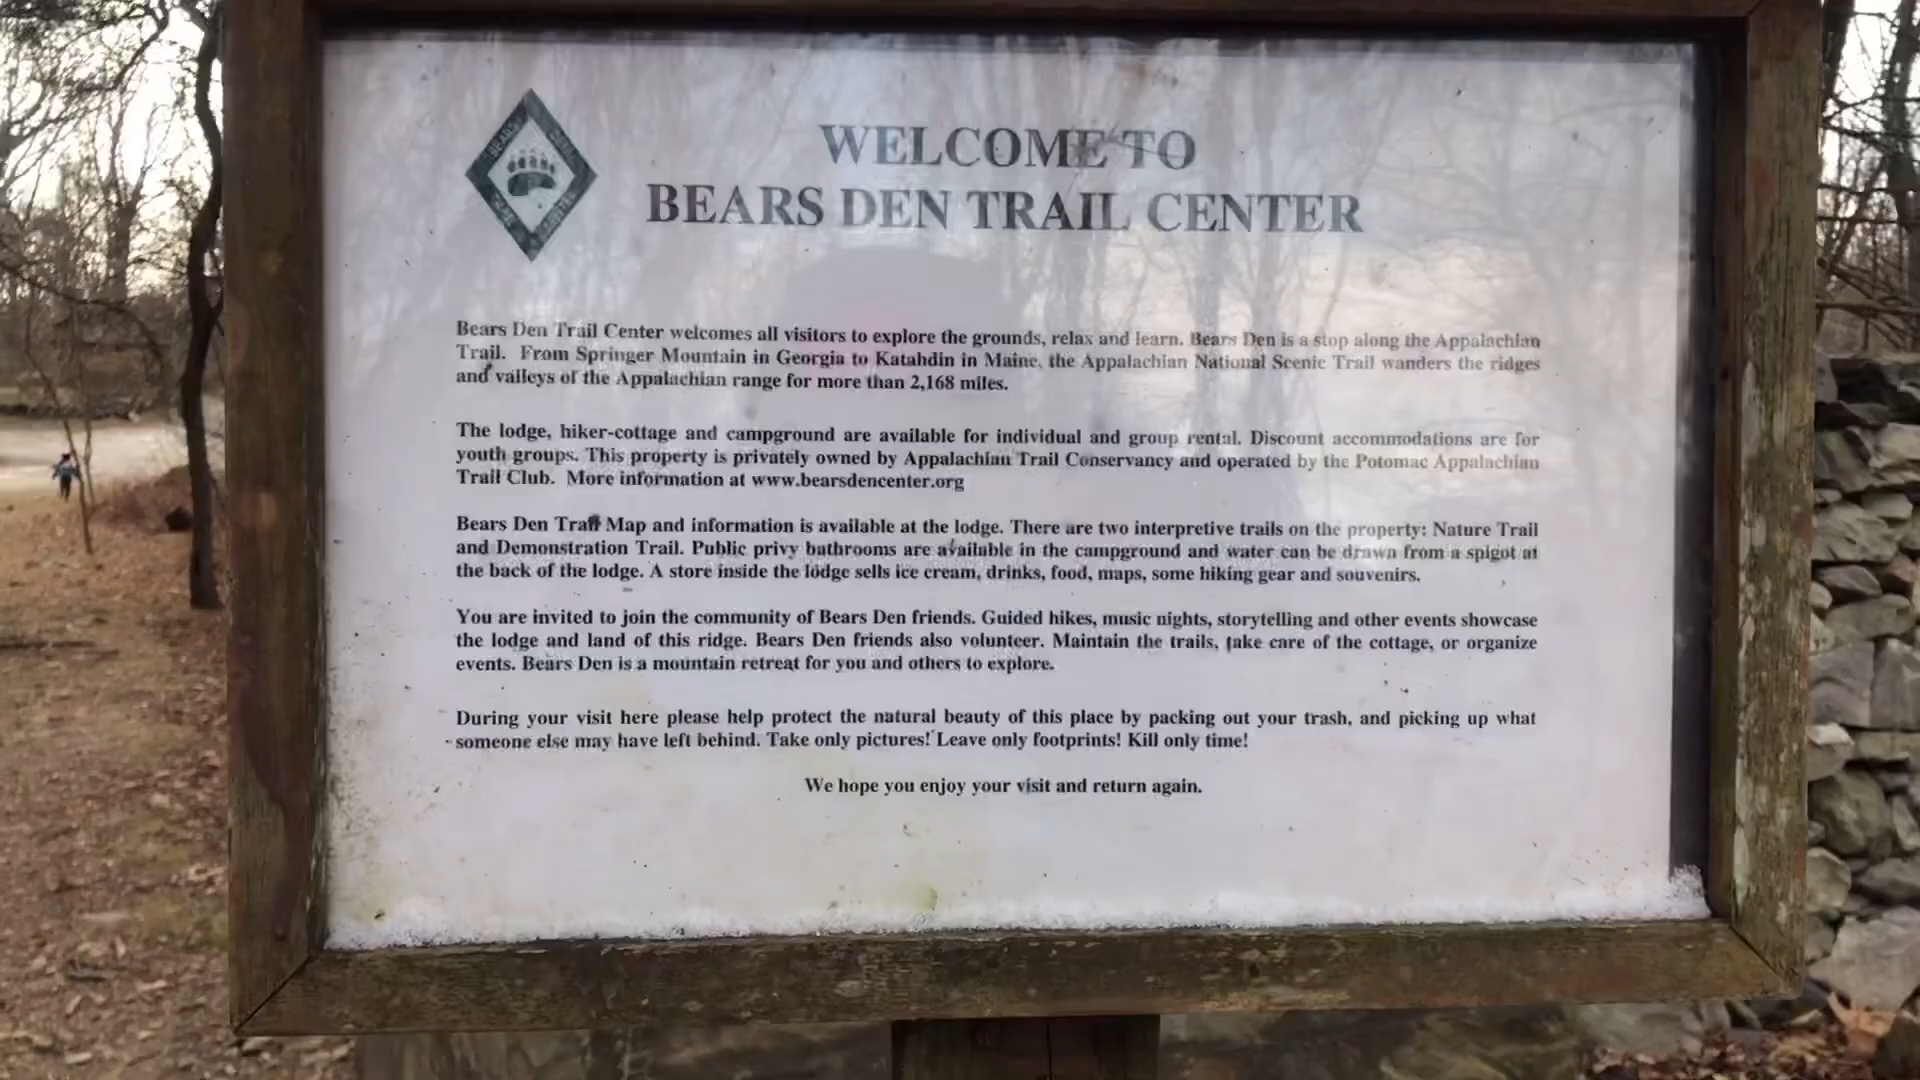 WELCOME TO
BEARS DEN TRAIL CENTER
Bears Den Trail Center welcomes all visitors to explore the grounds, relax and learn. Bears Den is a stop along the Appalachian
Trail. From Springer Mountain in Georgia to Katahdin in Maine, the Appalachian National Scenic Trail wanders the ridges
and valleys of the Appalachian range for more than 2,168 miles.
The lodge, hiker-cottage and campground are available for individual and group rental. Discount accommodations are for
youth groups. This property is privately owned by Appalachian Trail Conservancy and operated by the Potomac Appalachian
Trail Club. More information at www.bearsdencenter.org
Bears Den Trail Map and information is available at the lodge. There are two interpretive trails on the property: Nature Trail
and Demonstration Trail. Public privy bathrooms are available in the campground and water can be drawn from a spigot at
the back of the lodge. A store inside the lodge sells ice cream, drinks, food, maps, some hiking gear and souvenirs.
You are invited to join the community of Bears Den friends. Guided hikes, music nights, storytelling and other events showcase
the lodge and land of this ridge. Bears Den friends also volunteer. Maintain the trails, take care of the cottage, or organize
events. Bears Den is a mountain retreat for you and others to explore.
During your visit here please help protect the natural beauty of this place by packing out your trash, and picking up what
someone else may have left behind. Take only pictures! Leave only footprints! Kill only time!
We hope you enjoy your visit and return again.